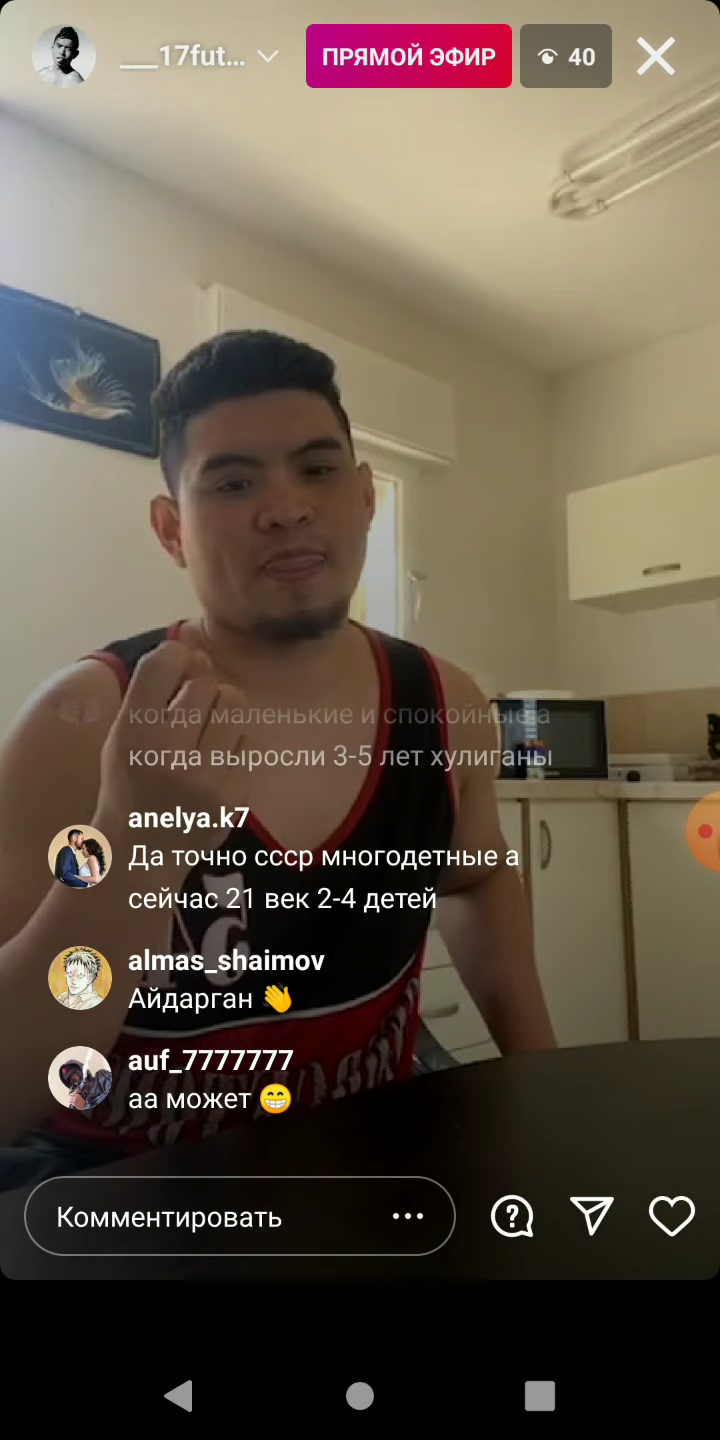 ___17fut...
ПРЯМОЙ ЭФИР
40
когда маленькие и спокойные а
когда выросли 3-5 лет хулиганы
anelya.k7
Да точно ссср многодетные а
сейчас 21 век 2-4 детей
almas_shaimov
Айдарган 👋
auf_7777777
аа может 😁
Комментировать